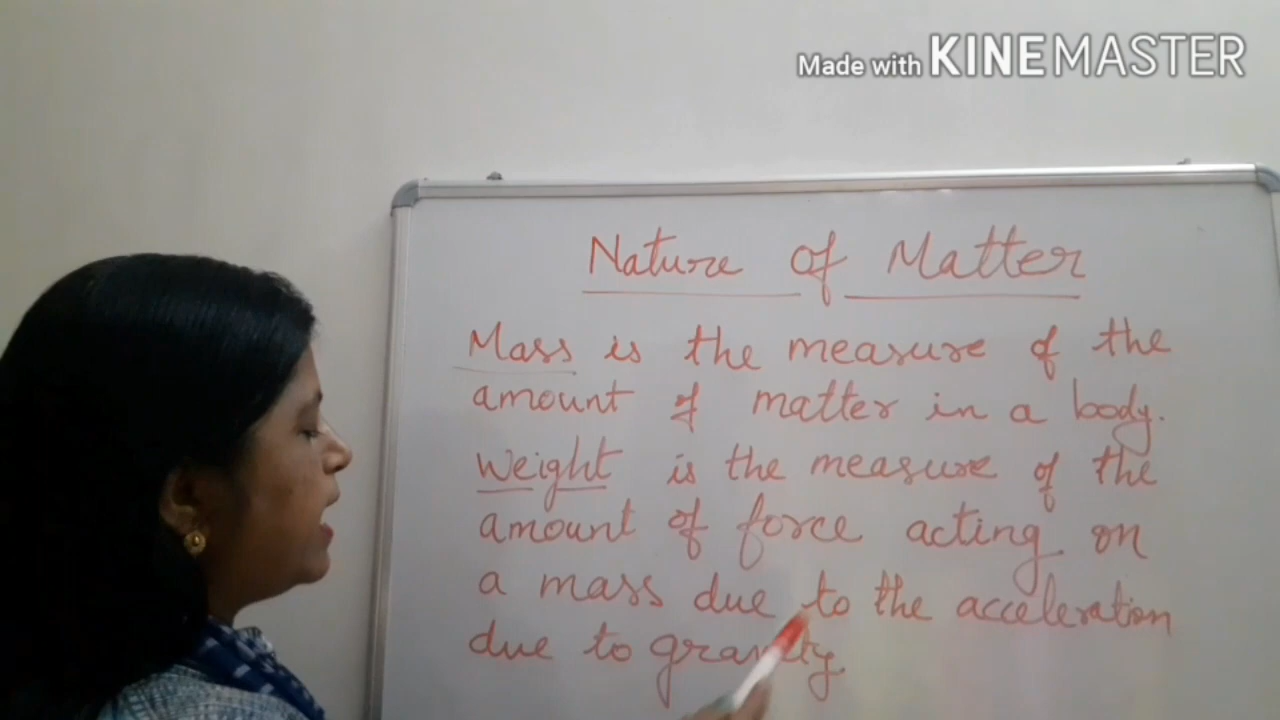 Made with KINEMASTER
Nature of Matter
Mass is the measure of the
amount of matter in a body.
Weight is the measure of the
amount of force acting on
a mass due to the acceleration
due to gravity.